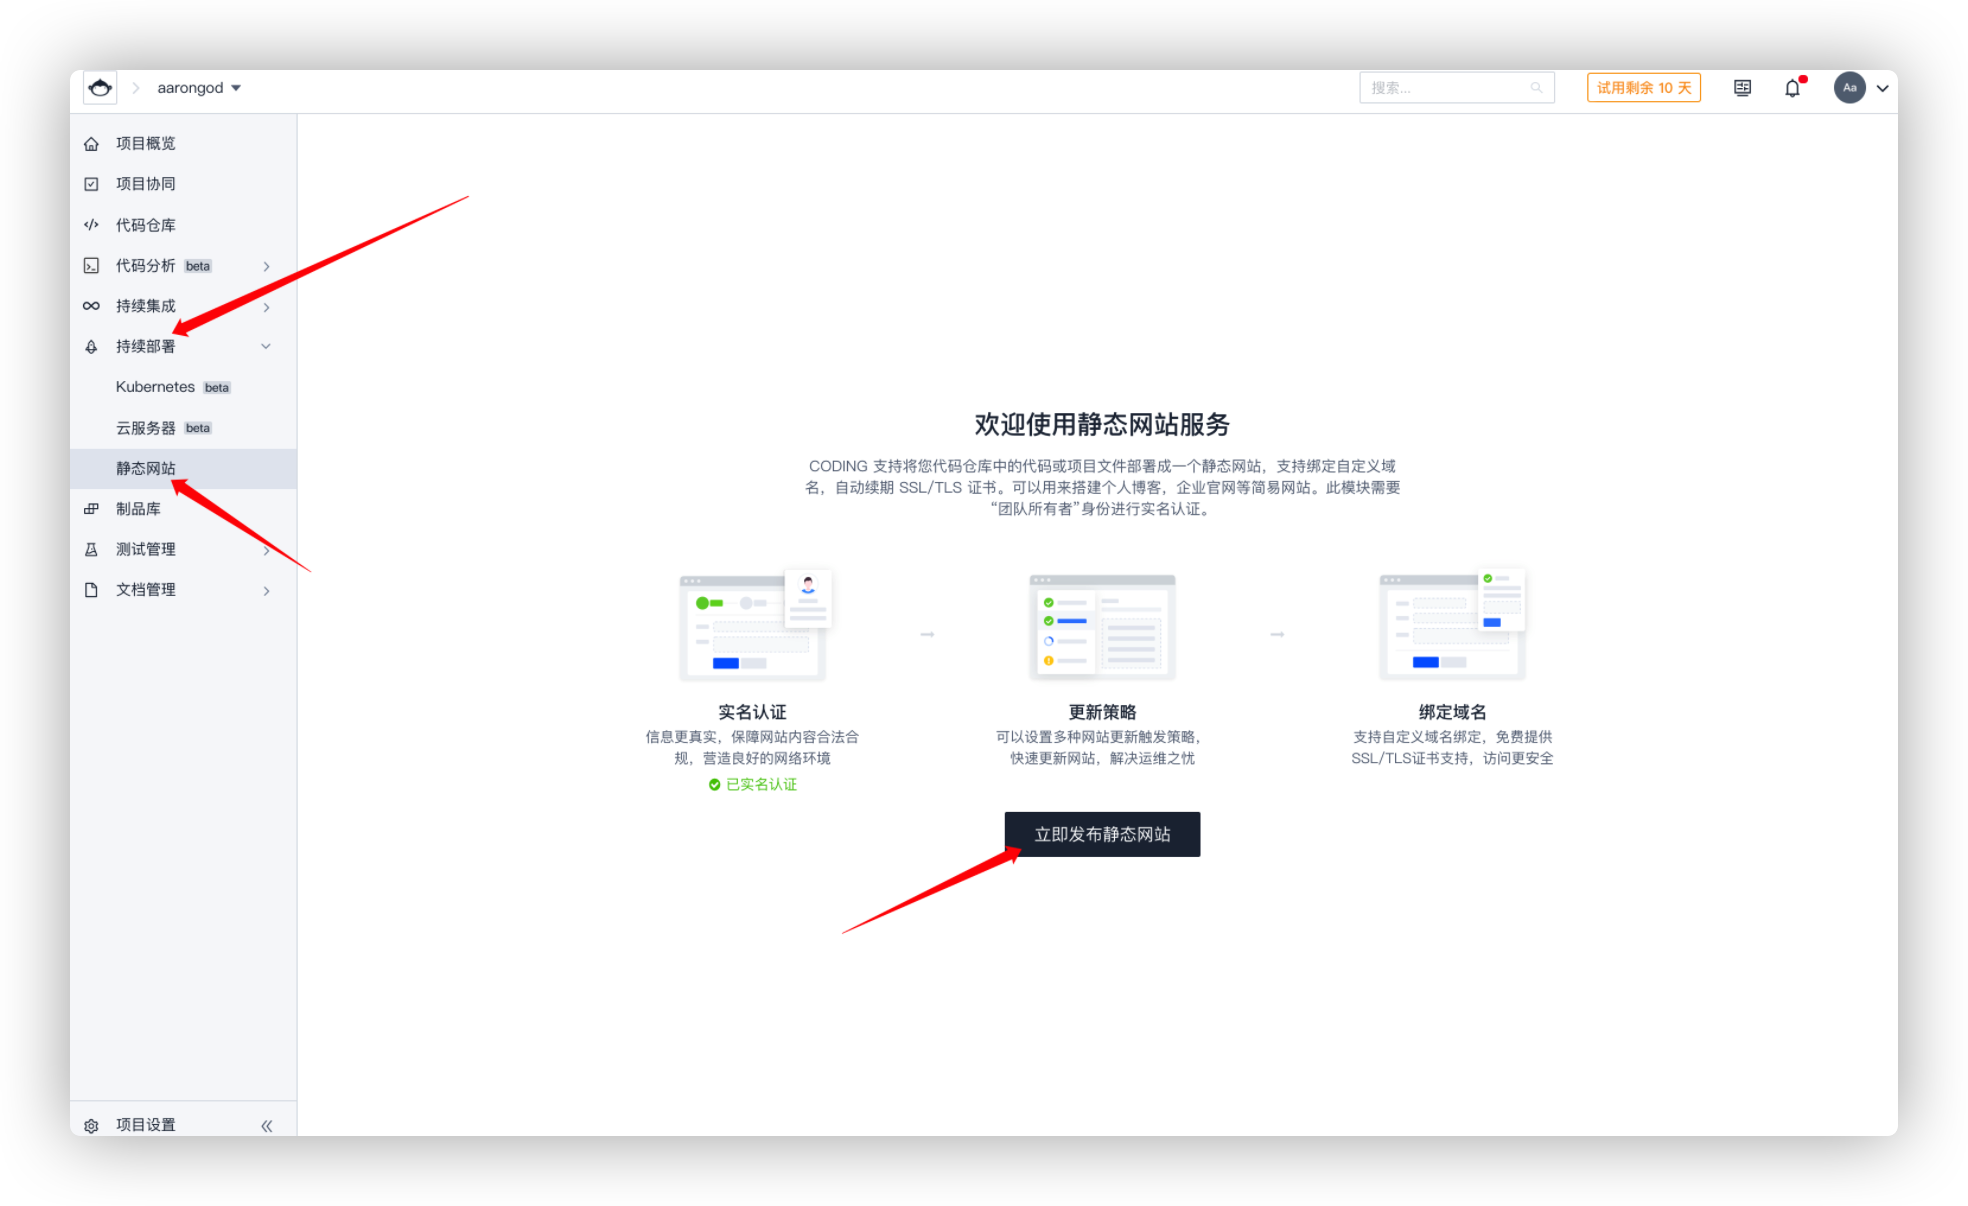 aarongod
搜索...
试用剩余 10 天
Aa
项目概览
项目协同
代码仓库
代码分析 beta
持续集成
持续部署
Kubernetes beta
云服务器 beta
静态网站
制品库
测试管理
文档管理
项目设置
欢迎使用静态网站服务
CODING 支持将您代码仓库中的代码或项目文件部署成一个静态网站，支持绑定自定义域
名，自动续期 SSL/TLS 证书。可以用来搭建个人博客，企业官网等简易网站。此模块需要
“团队所有者”身份进行实名认证。
实名认证
信息更真实，保障网站内容合法合
规，营造良好的网络环境
已实名认证
更新策略
可以设置多种网站更新触发策略，
快速更新网站，解决运维之忧
绑定域名
支持自定义域名绑定，免费提供
SSL/TLS证书支持，访问更安全
立即发布静态网站